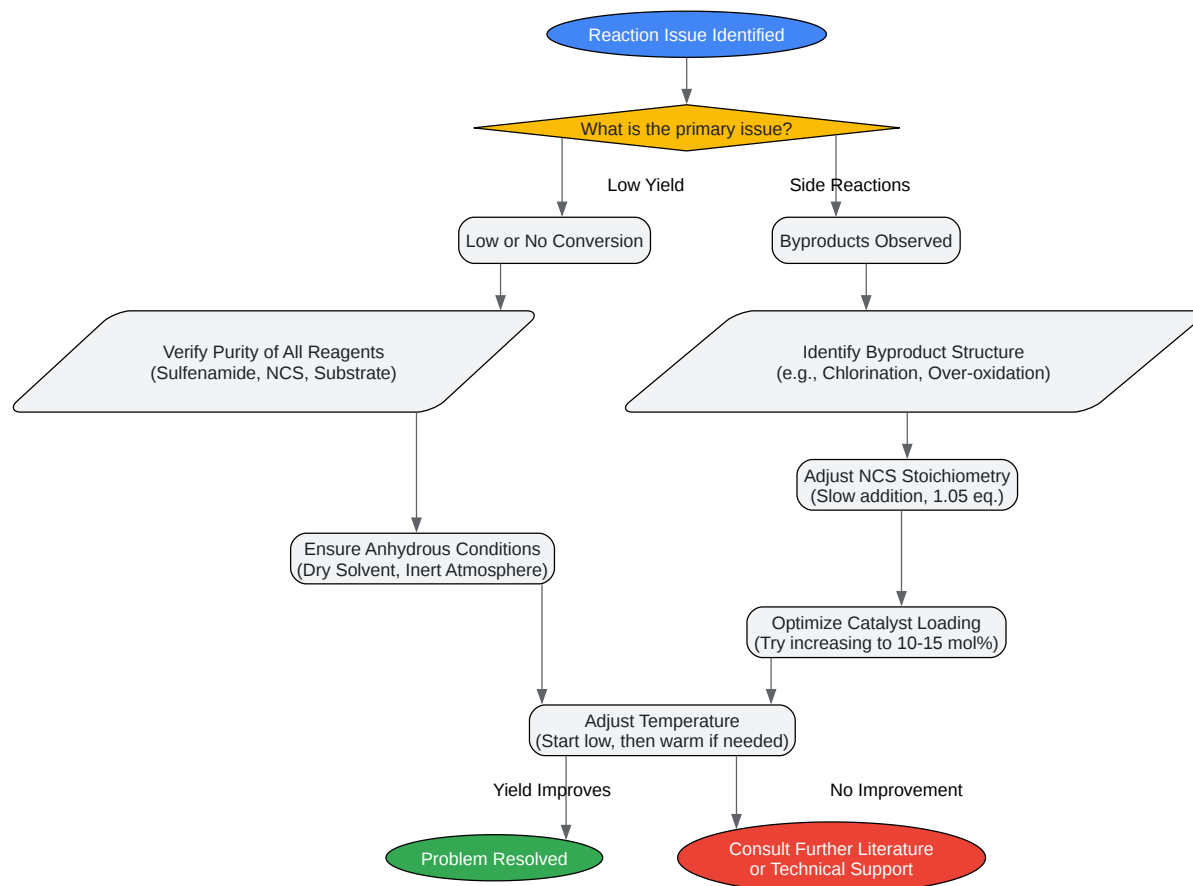 Reaction Issue Identified
What is the primary issue?
Low Yield
Side Reactions
Low or No Conversion
Byproducts Observed
Verify Purity of All Reagents
(Sulfenamide, NCS, Substrate)
Identify Byproduct Structure
(e.g., Chlorination, Over-oxidation)
Adjust NCS Stoichiometry
(Slow addition, 1.05 eq.)
Ensure Anhydrous Conditions
(Dry Solvent, Inert Atmosphere)
Optimize Catalyst Loading
(Try increasing to 10-15 mol%)
Adjust Temperature
(Start low, then warm if needed)
Yield Improves
No Improvement
Problem Resolved
Consult Further Literature
or Technical Support